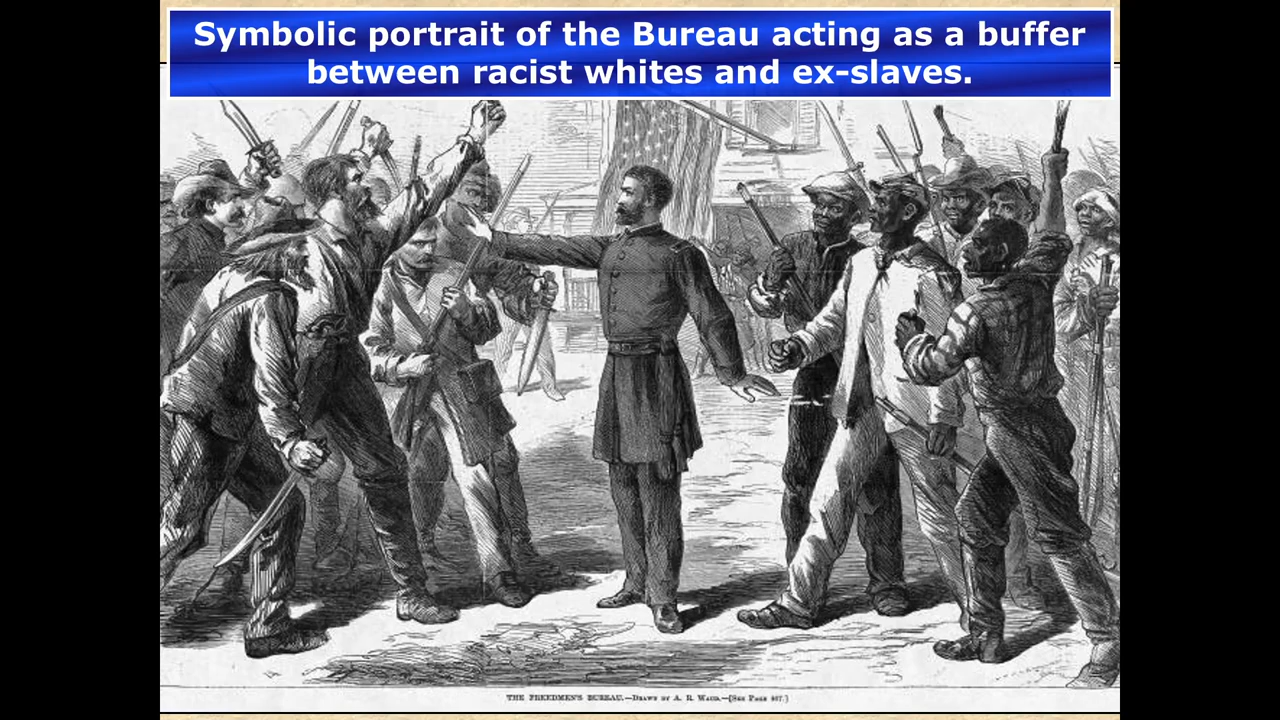 Symbolic portrait of the Bureau acting as a buffer
between racist whites and ex-slaves.
THE FREEDMEN'S BUREAU.—Drawn by A. R. Waud.—[See Page 467.]